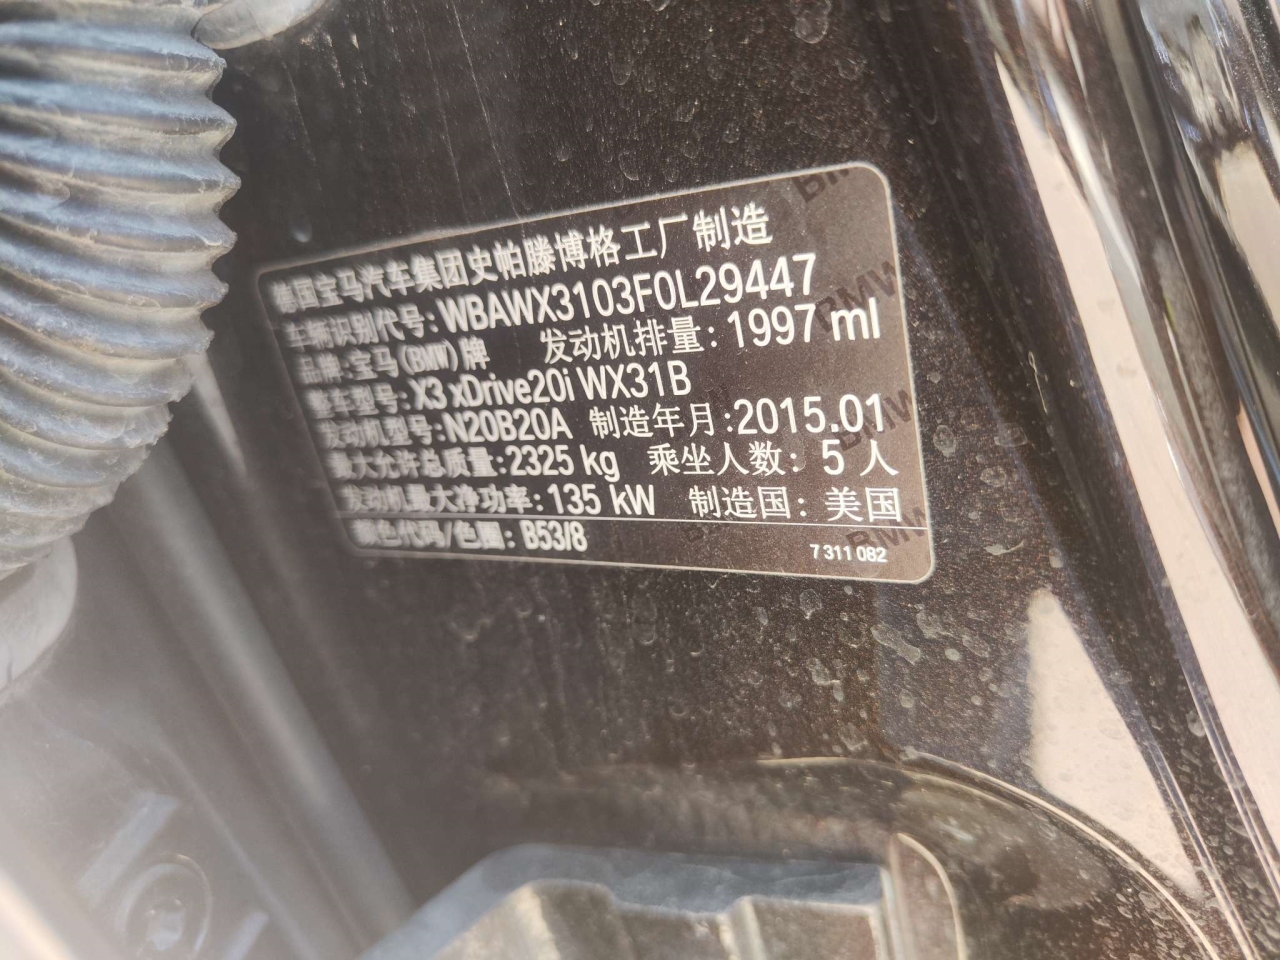 德国宝马汽车集团史帕滕博格工厂制造
车辆识别代号:WBAWX3103F0L29447
品牌:宝马(BMW)牌 发动机排量:1997 ml
整车型号:X3 xDrive20i WX31B
发动机型号:N20B20A 制造年月:2015.01
最大允许总质量:2325 kg 乘坐人数: 5 人
发动机最大净功率:135 kW 制造国: 美国
颜色代码/色圈: B53/8 7 311 082
BMW
BMW
BMW
BMW